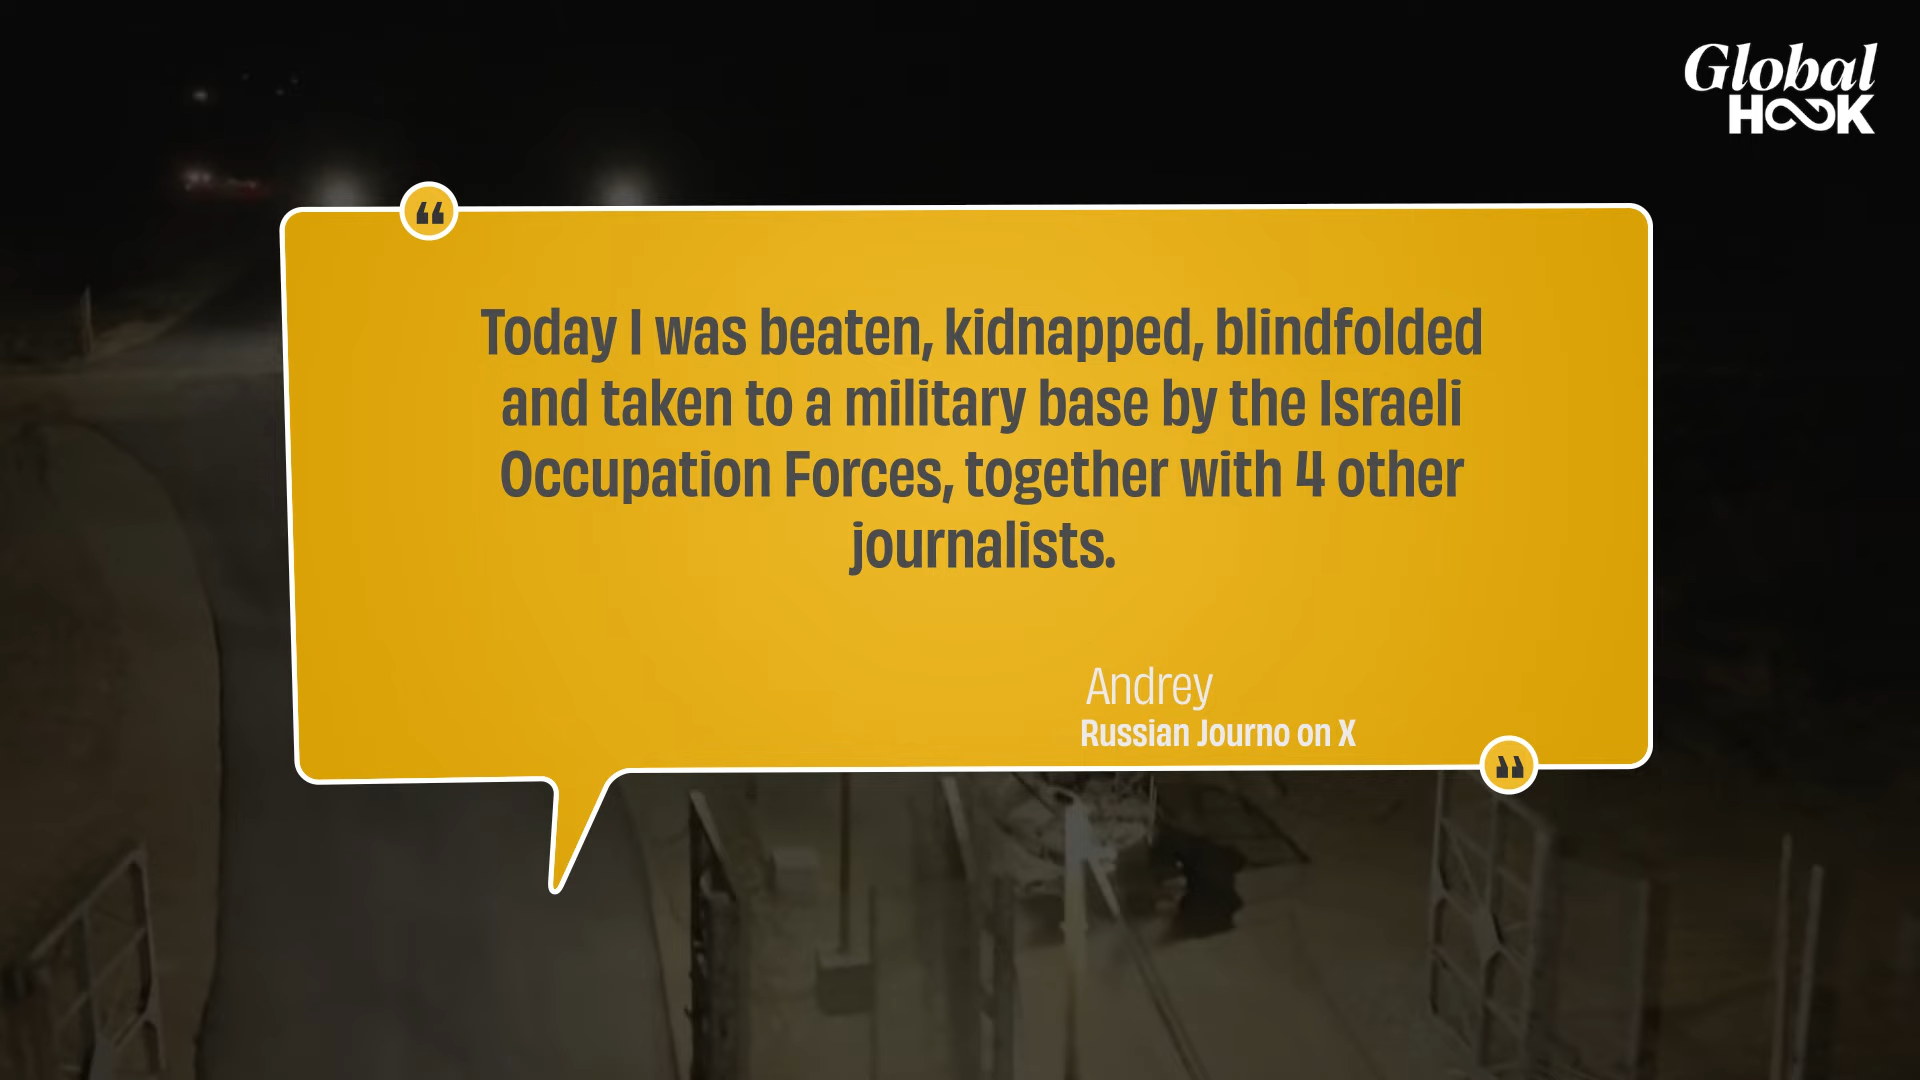 Global
HOOK
“
Today I was beaten, kidnapped, blindfolded
and taken to a military base by the Israeli
Occupation Forces, together with 4 other
journalists.
Andrey
Russian Journo on X
”